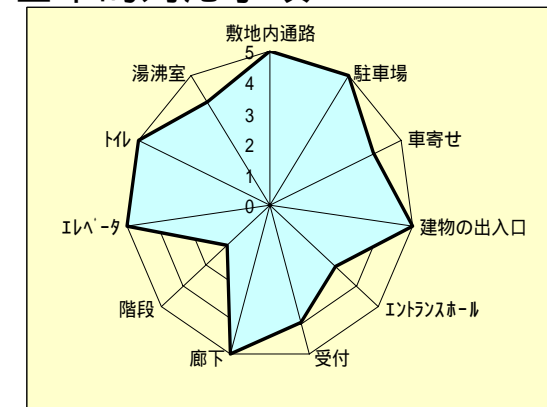 敷地内通路
駐車場
車寄せ
建物の出入口
ｴﾝﾄﾗﾝｽﾎｰﾙ
受付
廊下
階段
ｴﾚﾍﾞｰﾀ
ﾄｲﾚ
湯沸室
5
4
3
2
1
0